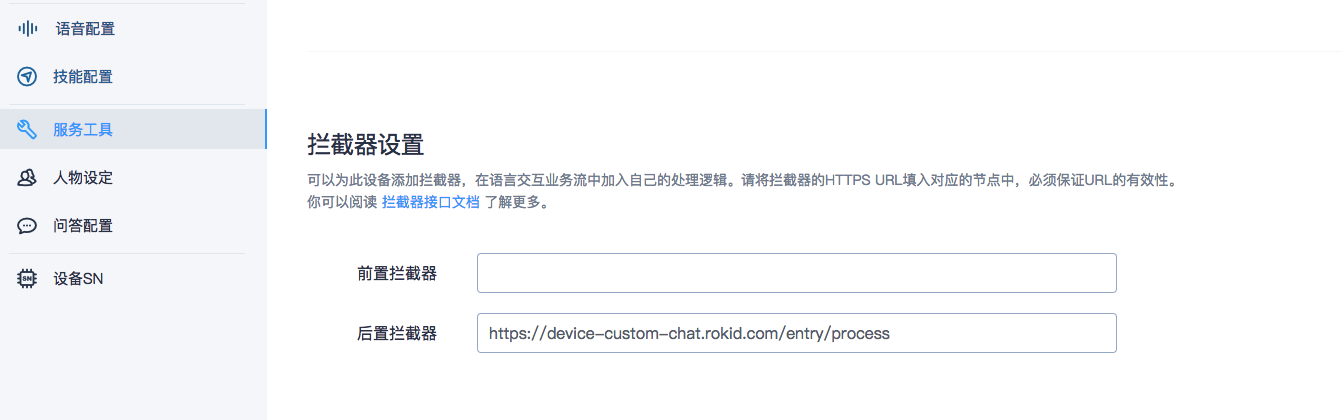 语音配置
技能配置
服务工具
人物设定
问答配置
SN
设备SN
拦截器设置
可以为此设备添加拦截器，在语言交互业务流中加入自己的处理逻辑。请将拦截器的HTTPS URL填入对应的节点中，必须保证URL的有效性。
你可以阅读 拦截器接口文档 了解更多。
前置拦截器
后置拦截器 https://device-custom-chat.rokid.com/entry/process